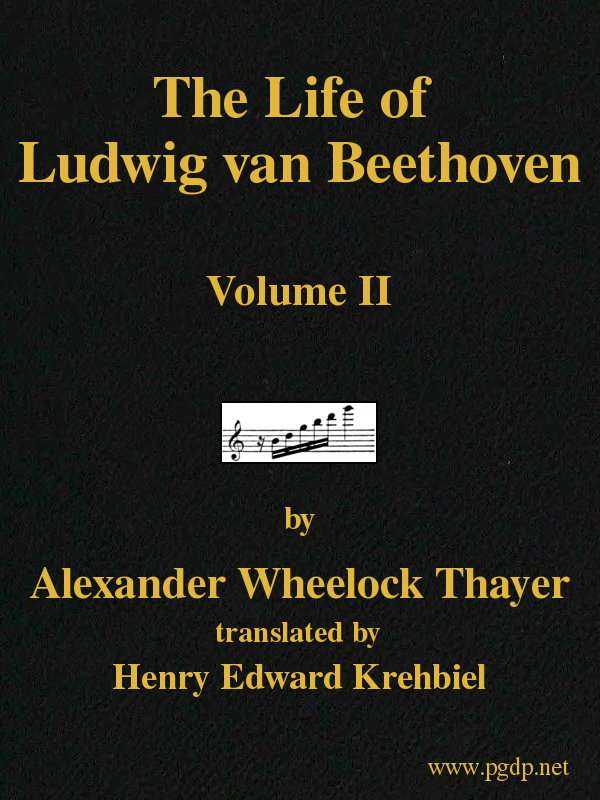 The Life of
Ludwig van Beethoven
Volume II
by
Alexander Wheelock Thayer
translated by
Henry Edward Krehbiel
www.pgdp.net